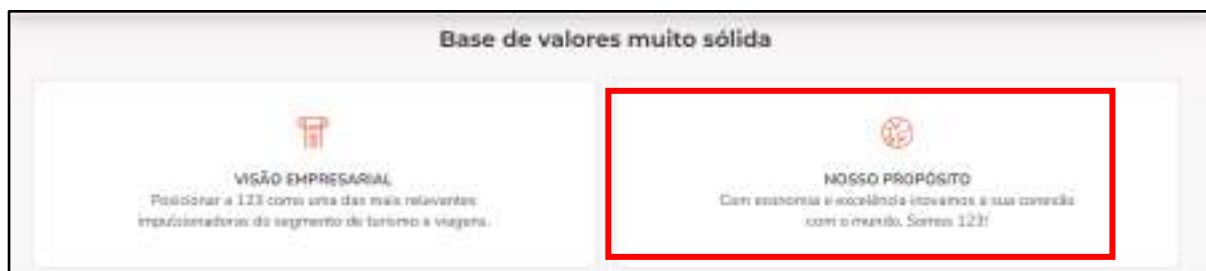 Base de valores muito sólida
VISÃO EMPRESARIAL
Posicionar a 123 como uma das mais relevantes
impulsionadoras do segmento de turismo e viagens.
NOSSO PROPÓSITO
Com economia e excelência inovamos a sua conexão
com o mundo. Somos 123!